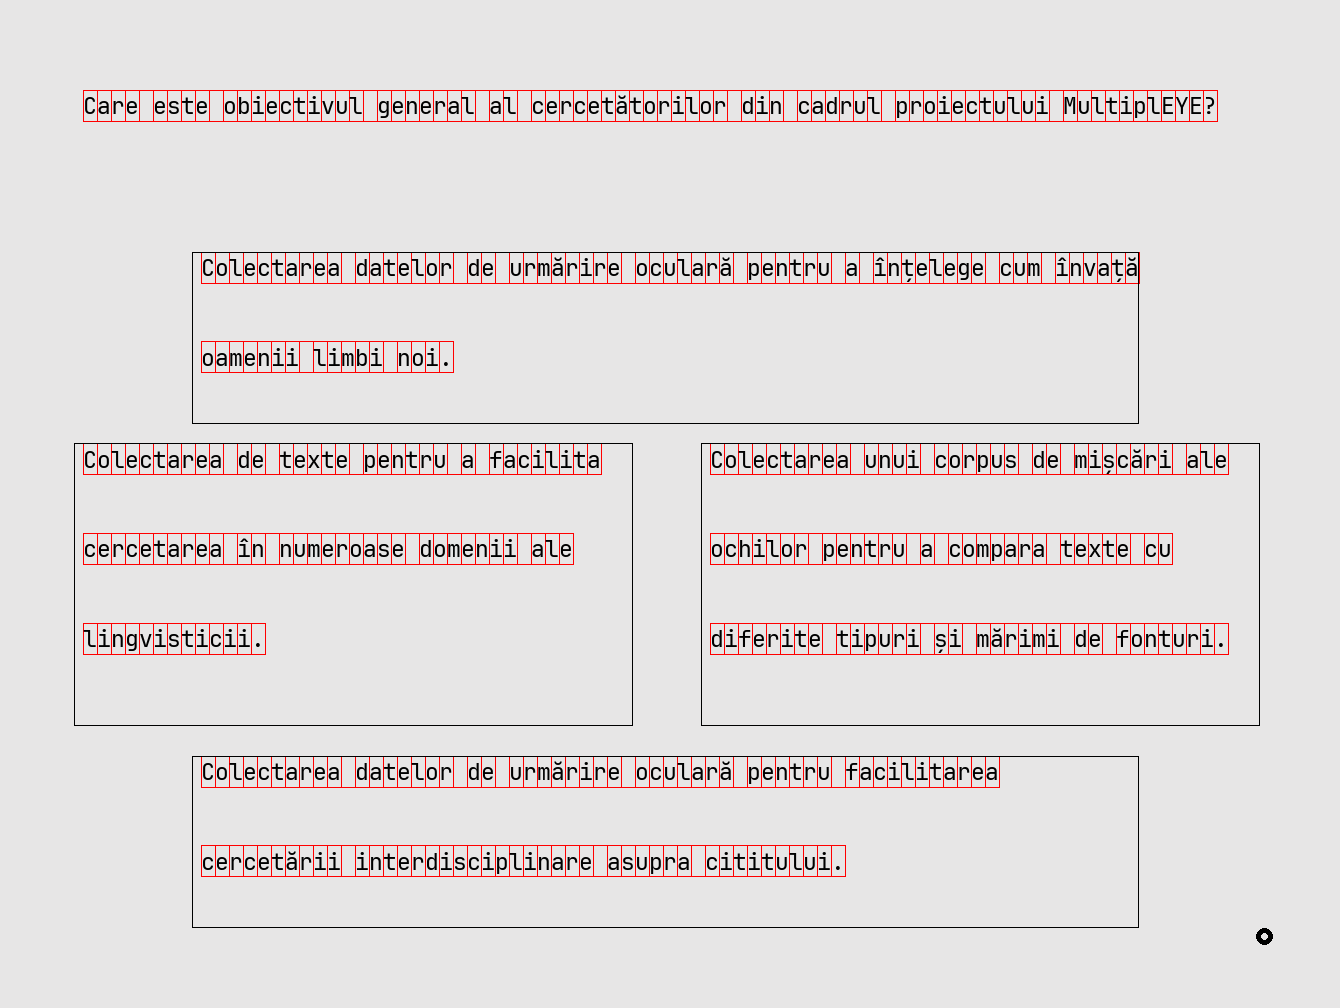 Care este obiectivul general al cercetătorilor din cadrul proiectului MultiplEYE?
Colectarea datelor de urmărire oculară pentru a înțelege cum învață
oamenii limbi noi.
Colectarea de texte pentru a facilita
cercetarea în numeroase domenii ale
lingvisticii.
Colectarea unui corpus de mișcări ale
ochilor pentru a compara texte cu
diferite tipuri și mărimi de fonturi.
Colectarea datelor de urmărire oculară pentru facilitarea
cercetării interdisciplinare asupra cititului.